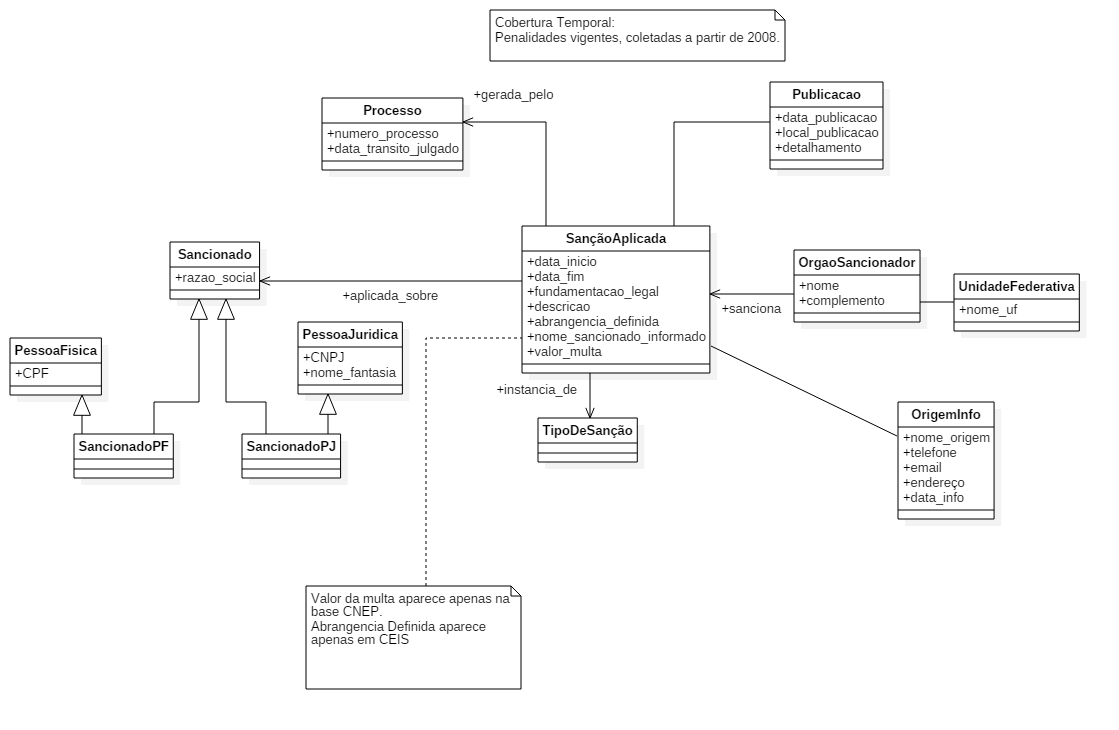 Cobertura Temporal:
Penalidades vigentes, coletadas a partir de 2008.
+gerada_pelo
Processo
+numero_processo
+data_transito_julgado
Publicacao
+data_publicacao
+local_publicacao
+detalhamento
Sancionado
+razao_social
+aplicada_sobre
SançãoAplicada
+data_inicio
+data_fim
+fundamentacao_legal
+descricao
+abrangencia_definida
+nome_sancionado_informado
+valor_multa
+sanciona
OrgaoSancionador
+nome
+complemento
UnidadeFederativa
+nome_uf
PessoaFisica
+CPF
PessoaJuridica
+CNPJ
+nome_fantasia
SancionadoPF
SancionadoPJ
+instancia_de
TipoDeSanção
OrigemInfo
+nome_origem
+telefone
+email
+endereço
+data_info
Valor da multa aparece apenas na
base CNEP.
Abrangencia Definida aparece
apenas em CEIS